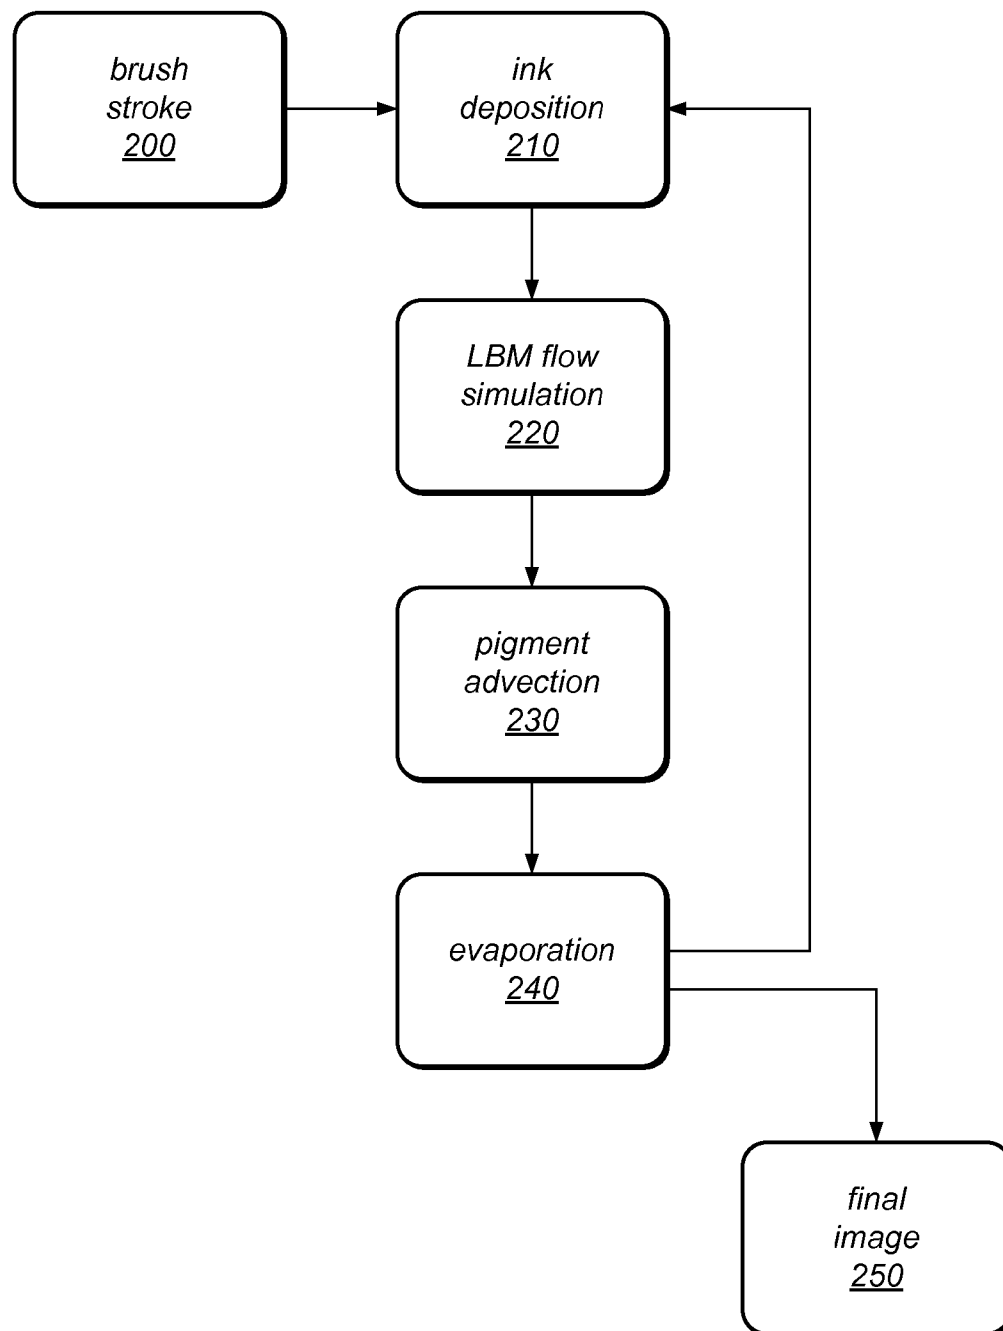 brush
stroke
200
ink
deposition
210
LBM flow
simulation
220
pigment
advection
230
evaporation
240
final
image
250